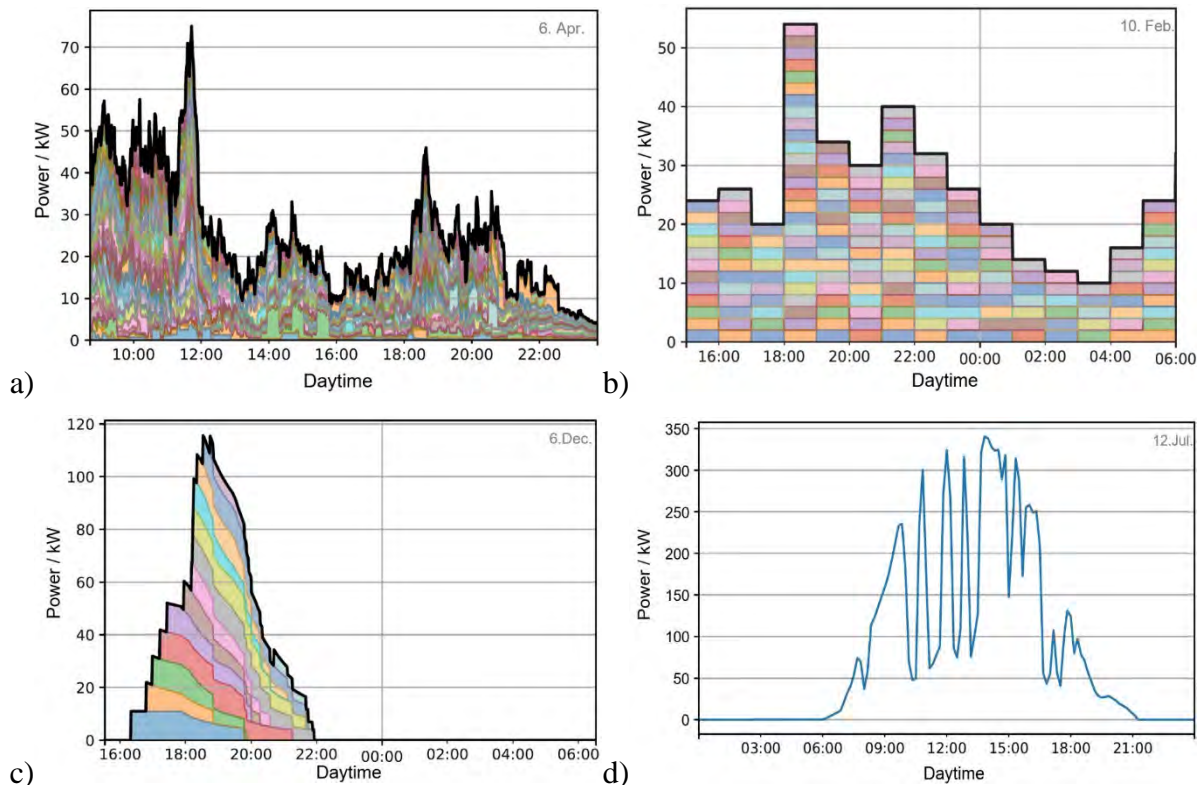 6. Apr.
70
60
50
40
30
20
10
0
Power / kW
10:00 12:00 14:00 16:00 18:00 20:00 22:00
Daytime
a)
10. Feb.
50
40
30
20
10
0
Power / kW
16:00 18:00 20:00 22:00 00:00 02:00 04:00 06:00
Daytime
b)
6.Dec.
120
100
80
60
40
20
0
Power / kW
16:00 18:00 20:00 22:00 00:00 02:00 04:00 06:00
Daytime
c)
12.Jul.
350
300
250
200
150
100
50
0
Power / kW
03:00 06:00 09:00 12:00 15:00 18:00 21:00
Daytime
d)